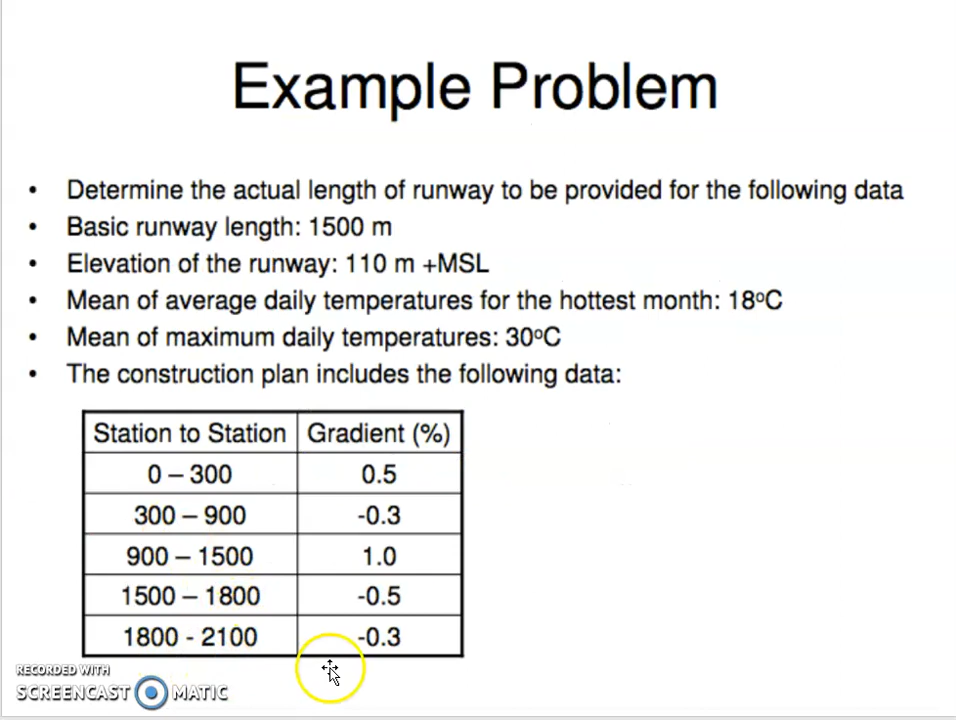 Example Problem
• Determine the actual length of runway to be provided for the following data
• Basic runway length: 1500 m
• Elevation of the runway: 110 m +MSL
• Mean of average daily temperatures for the hottest month: 18ºC
• Mean of maximum daily temperatures: 30ºC
• The construction plan includes the following data:
Station to Station Gradient (%)
0 – 300 0.5
300 – 900 -0.3
900 – 1500 1.0
1500 – 1800 -0.5
1800 - 2100 -0.3
RECORDED WITH
SCREENCAST MATIC